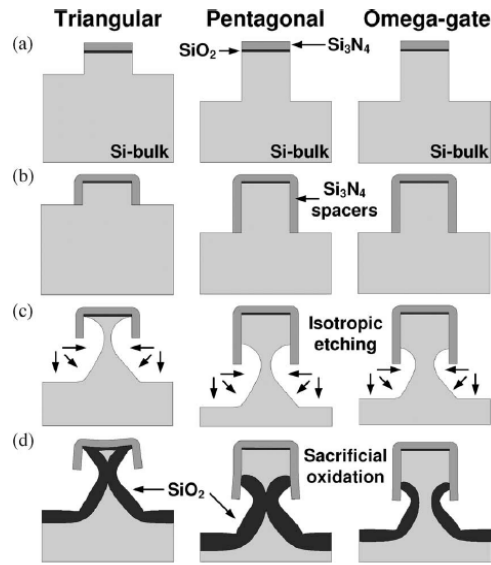 Triangular Pentagonal Omega-gate
(a)
SiO₂ Si₃N₄
Si-bulk Si-bulk Si-bulk
(b)
Si₃N₄
spacers
(c)
Isotropic
etching
(d)
Sacrificial
oxidation
SiO₂